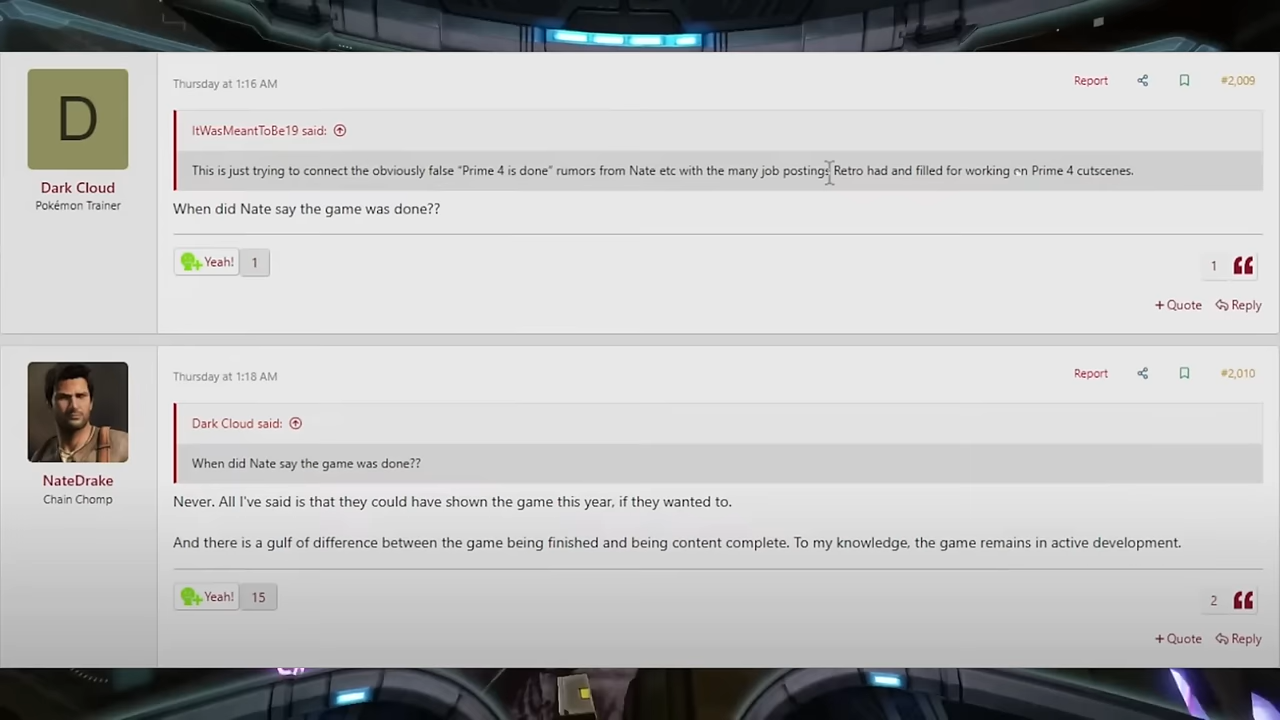 Thursday at 1:16 AM
Report
#2,009
D
Dark Cloud
Pokémon Trainer
ItWasMeantToBe19 said:
This is just trying to connect the obviously false "Prime 4 is done" rumors from Nate etc with the many job postings Retro had and filled for working on Prime 4 cutscenes.
When did Nate say the game was done??
Yeah! 1
1
+ Quote Reply
Thursday at 1:18 AM
Report
#2,010
NateDrake
Chain Chomp
Dark Cloud said:
When did Nate say the game was done??
Never. All I've said is that they could have shown the game this year, if they wanted to.
And there is a gulf of difference between the game being finished and being content complete. To my knowledge, the game remains in active development.
Yeah! 15
2
+ Quote Reply